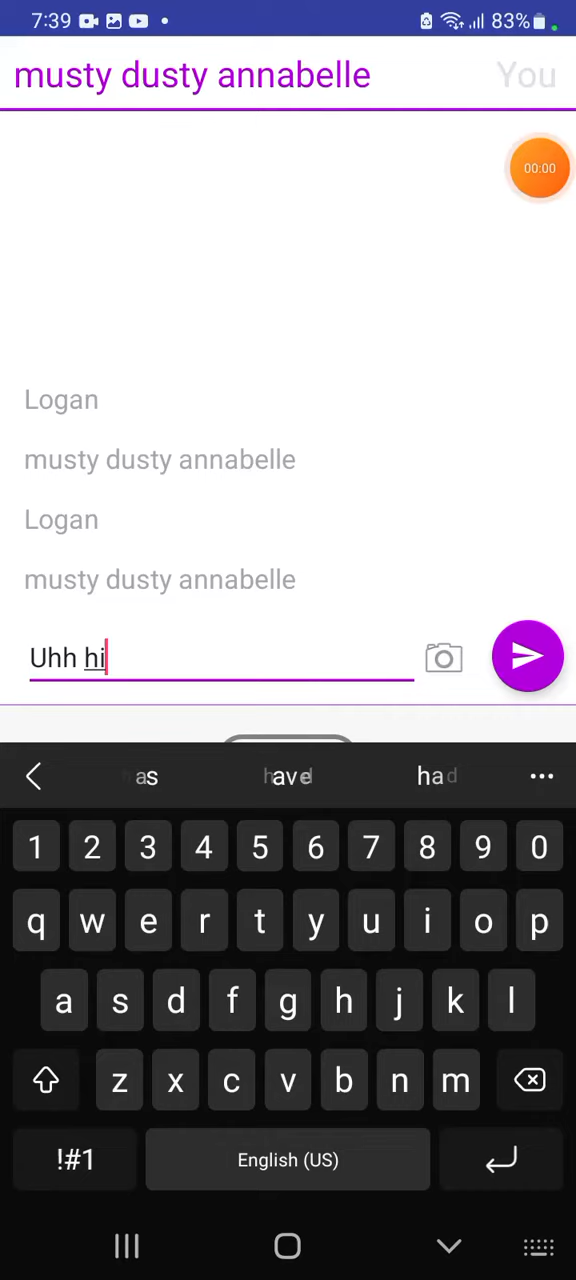 7:39 83%
musty dusty annabelle You
00:00
Logan
musty dusty annabelle
Logan
musty dusty annabelle
Uhh hi
as have had
1 2 3 4 5 6 7 8 9 0
q w e r t y u i o p
a s d f g h j k l
z x c v b n m
!#1 English (US)